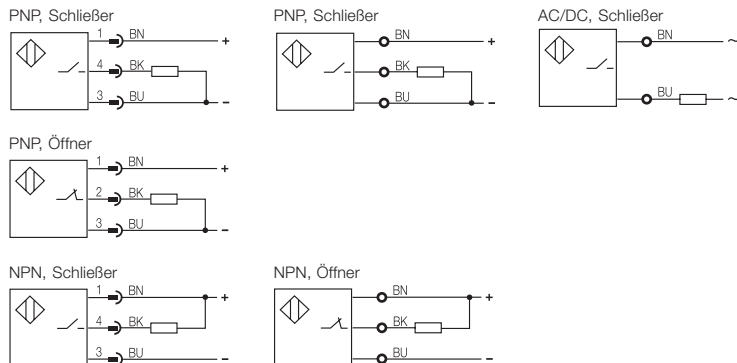 PNP, Schließer
1 BN +
4 BK
3 BU –
PNP, Schließer
BN +
BK
BU –
AC/DC, Schließer
BN ~
BU ~
PNP, Öffner
1 BN +
2 BK
3 BU –
NPN, Schließer
1 BN +
4 BK
3 BU –
NPN, Öffner
BN +
BK
BU –